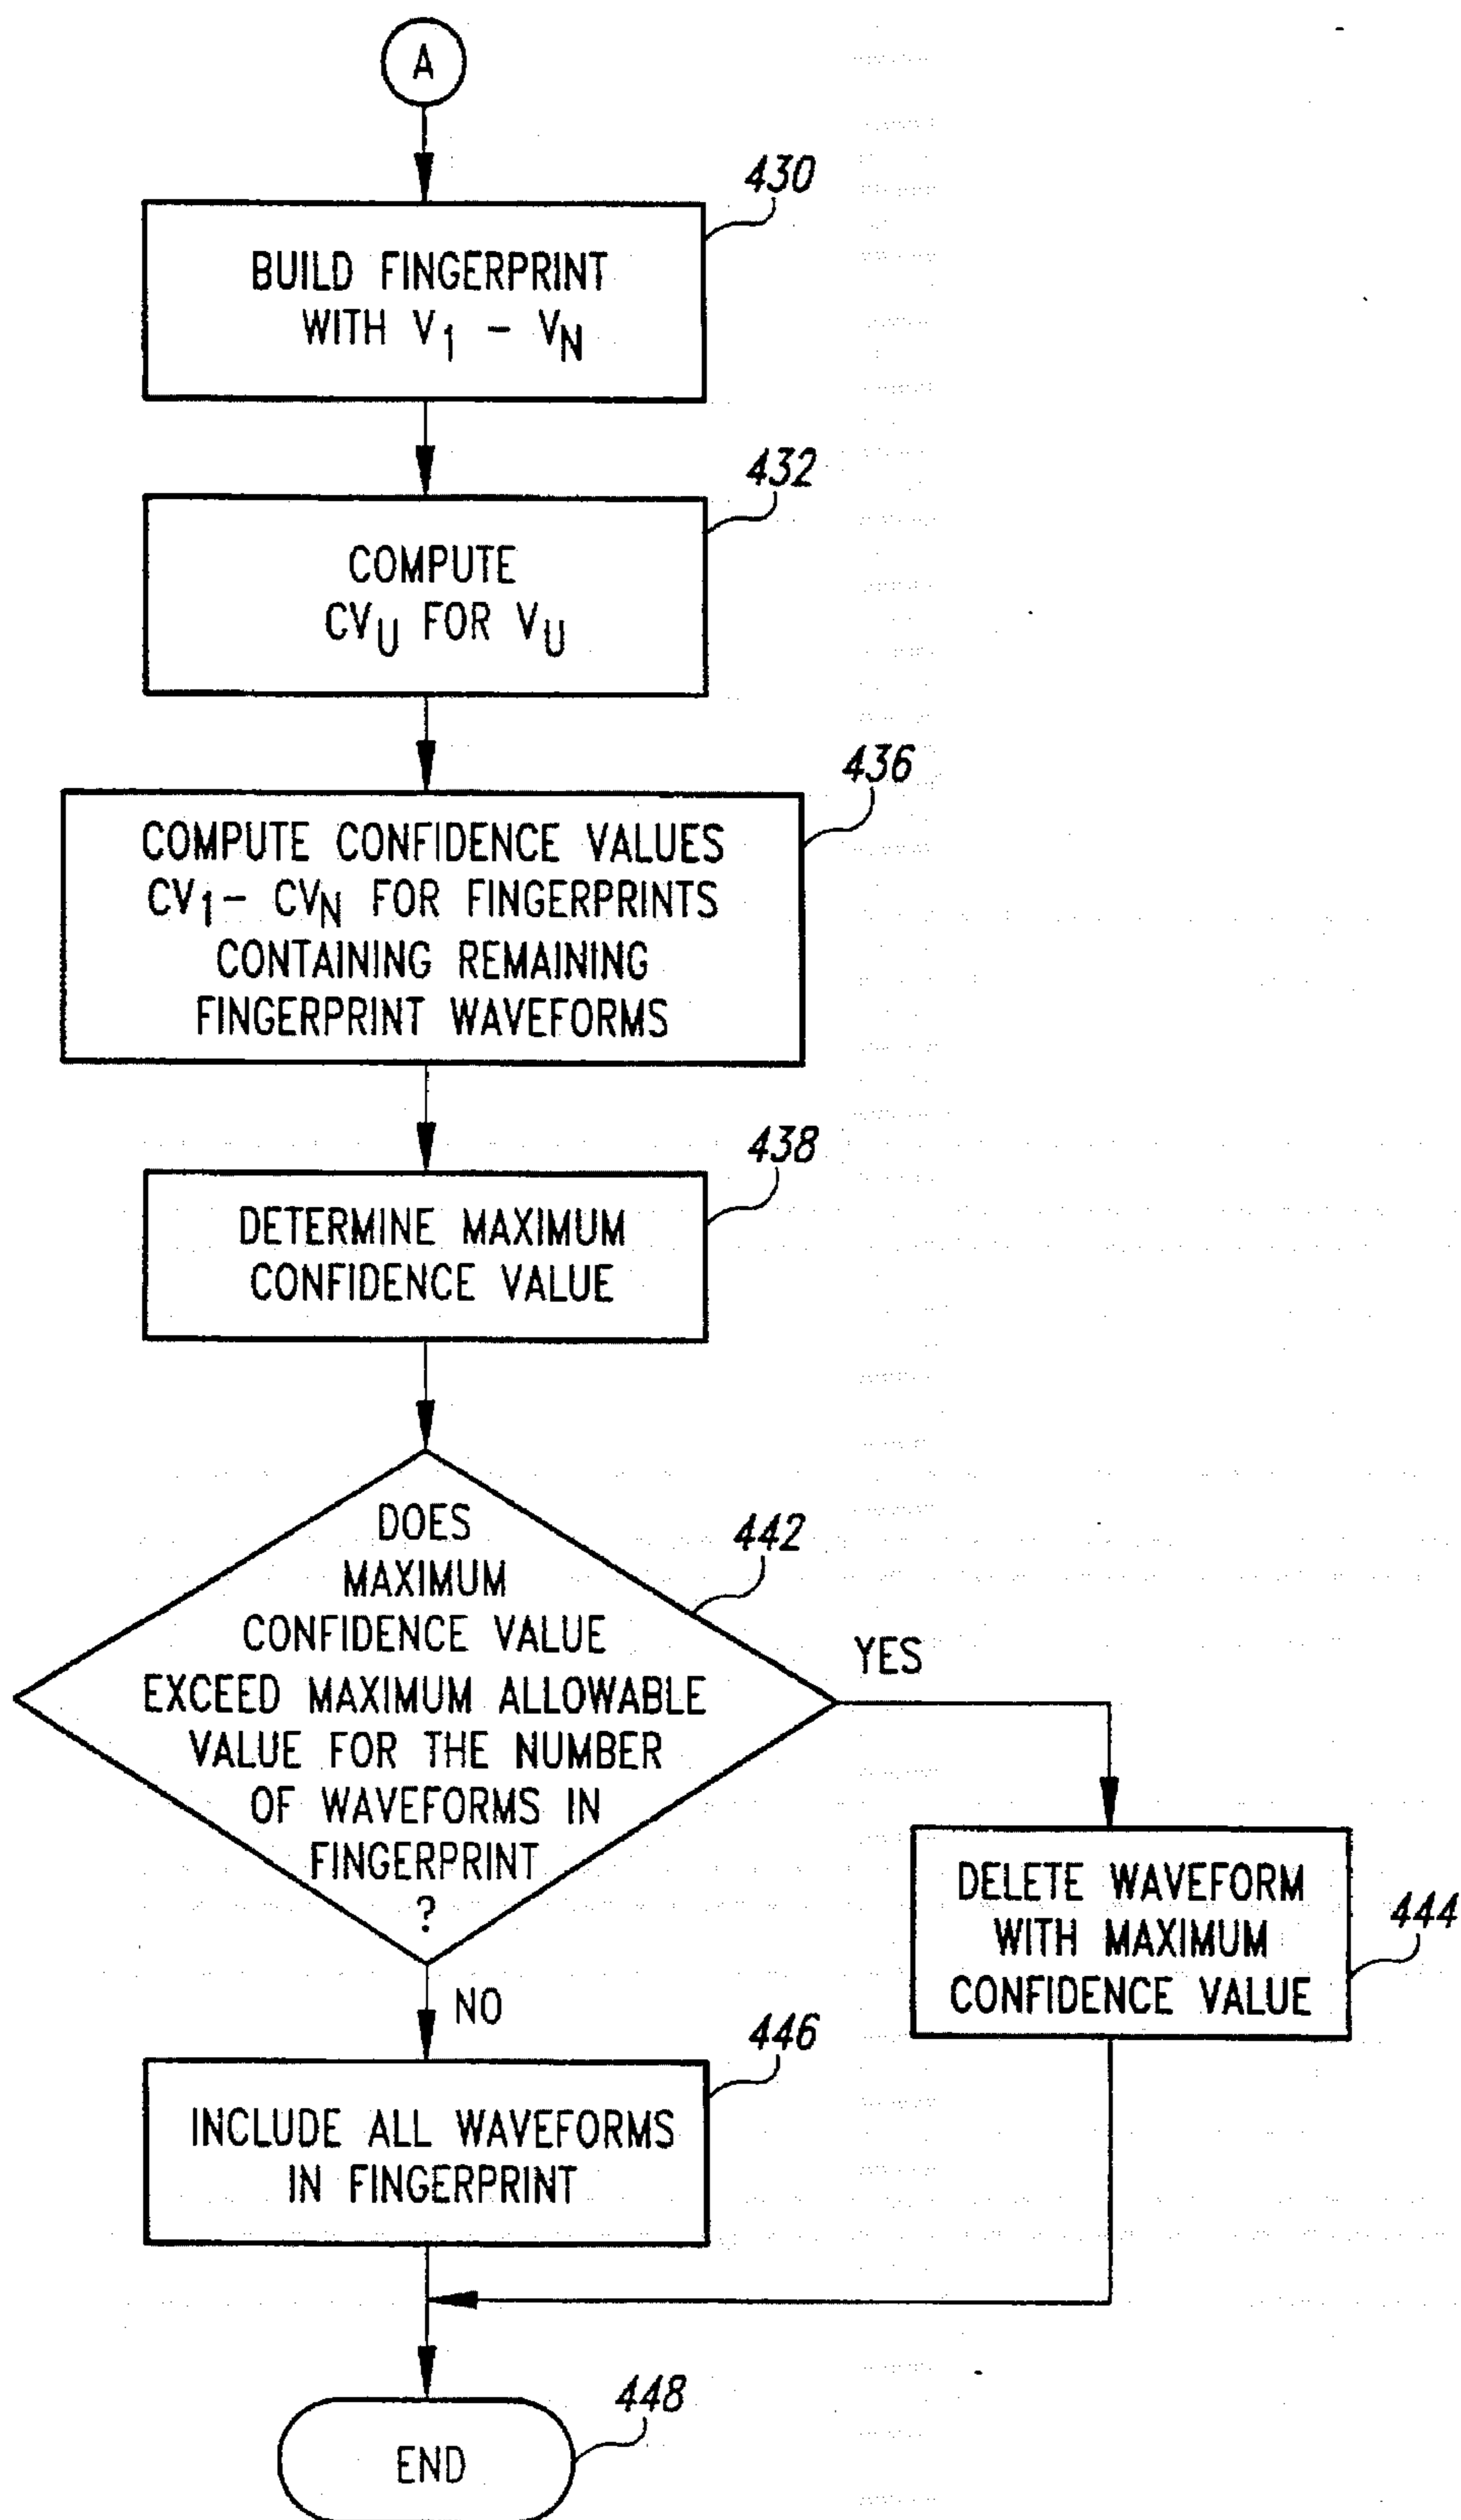 A
430
BUILD FINGERPRINT
WITH V1 - VN
432
COMPUTE
CVU FOR VU
436
COMPUTE CONFIDENCE VALUES
CV1- CVN FOR FINGERPRINTS
CONTAINING REMAINING
FINGERPRINT WAVEFORMS
438
DETERMINE MAXIMUM
CONFIDENCE VALUE
442
DOES
MAXIMUM
CONFIDENCE VALUE
EXCEED MAXIMUM ALLOWABLE
VALUE FOR THE NUMBER
OF WAVEFORMS IN
FINGERPRINT
?
YES
444
DELETE WAVEFORM
WITH MAXIMUM
CONFIDENCE VALUE
NO
446
INCLUDE ALL WAVEFORMS
IN FINGERPRINT
448
END